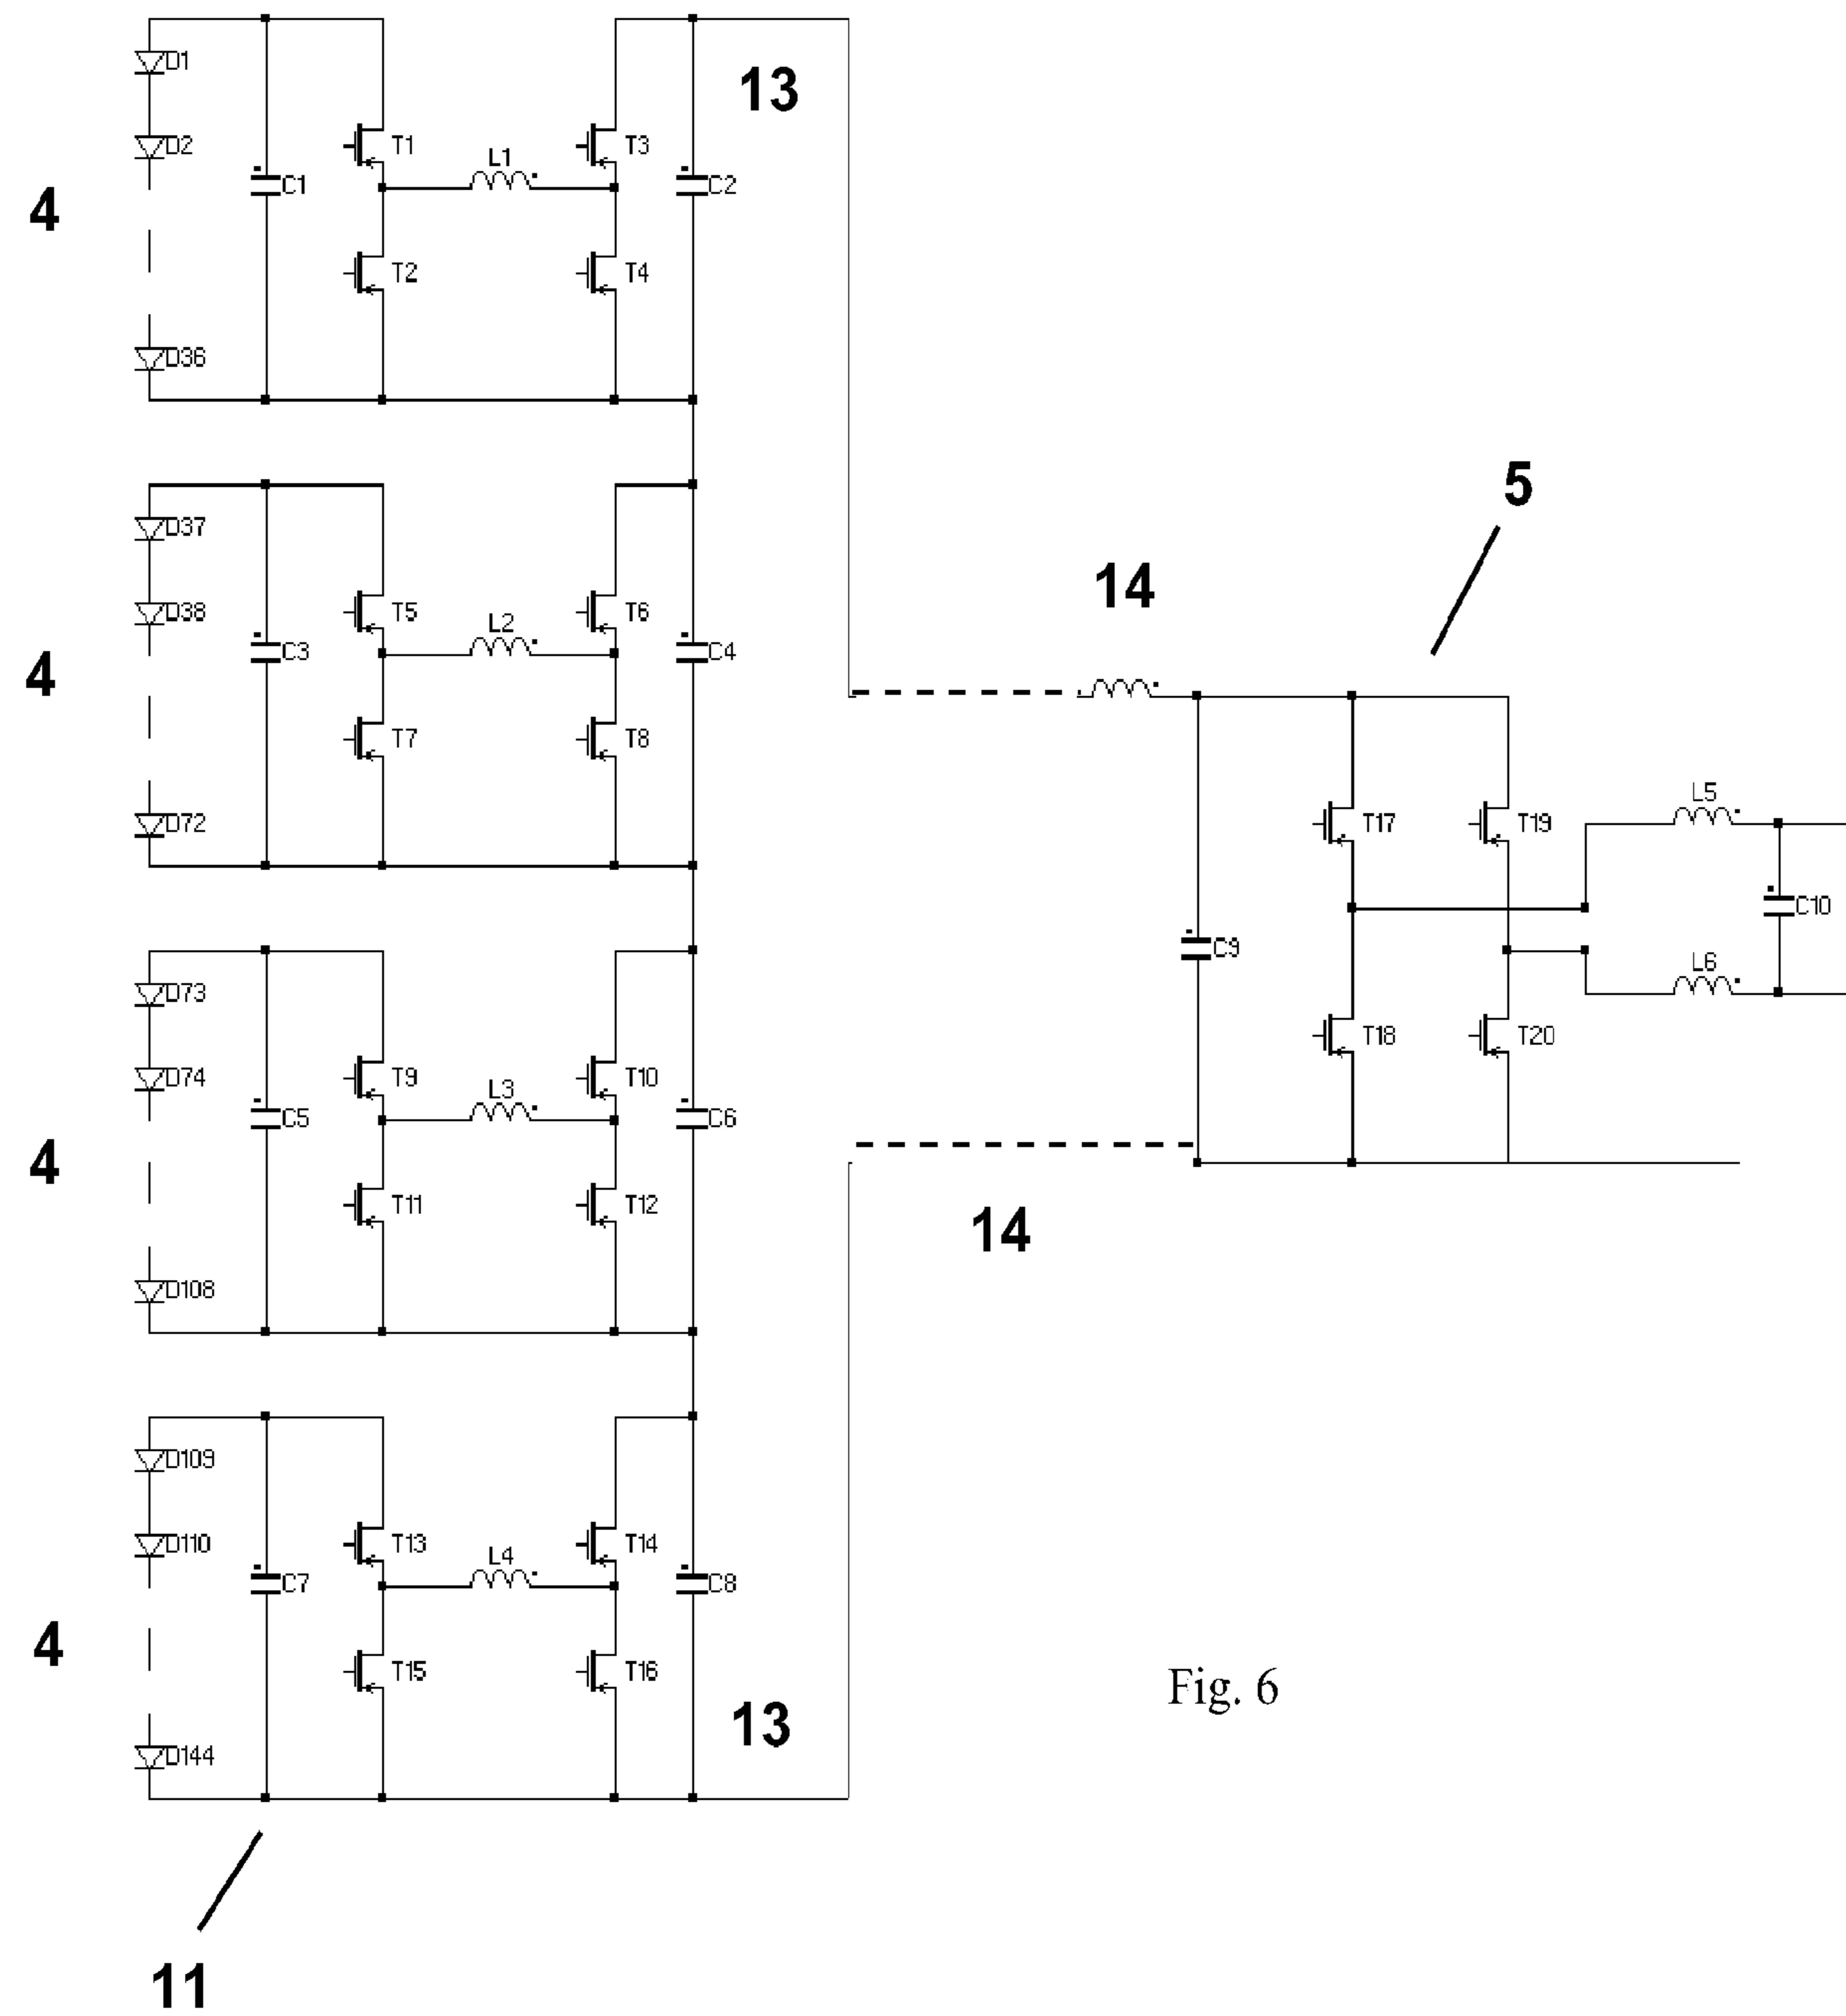 D1
13
D2
T1
L1
T3
4
C1
C2
T2
T4
D36
5
D37
14
D38
T5
L2
T6
4
C3
C4
T7
T8
L5
D72
T17
T19
C10
C9
L6
D73
D74
T9
L3
T10
T18
T20
C5
C6
4
T11
T12
14
D108
D109
D110
T13
L4
T14
C7
C8
4
T15
T16
Fig. 6
13
D144
11